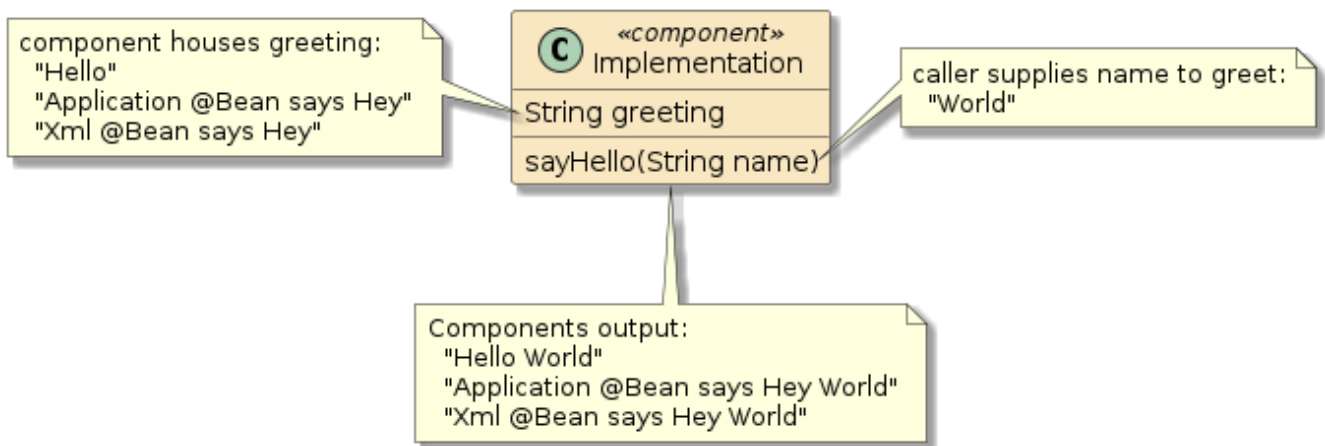 component houses greeting:
"Hello"
"Application @Bean says Hey"
"Xml @Bean says Hey"
C
«component»
Implementation
String greeting
sayHello(String name)
caller supplies name to greet:
"World"
Components output:
"Hello World"
"Application @Bean says Hey World"
"Xml @Bean says Hey World"